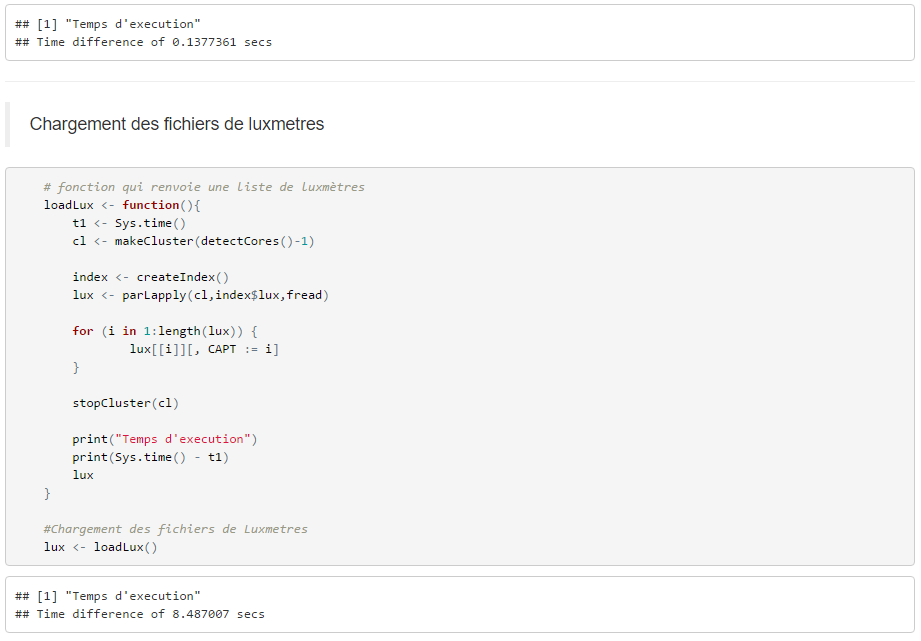 ## [1] "Temps d'execution"
## Time difference of 0.1377361 secs
Chargement des fichiers de luxmetres
# fonction qui renvoie une liste de luxmètres
loadLux <- function(){
    t1 <- Sys.time()
    cl <- makeCluster(detectCores()-1)
    index <- createIndex()
    lux <- parLapply(cl,index$lux,fread)
    for (i in 1:length(lux)) {
            lux[[i]][, CAPT := i]
    }
    stopCluster(cl)
    print("Temps d'execution")
    print(Sys.time() - t1)
    lux
}
#Chargement des fichiers de Luxmetres
lux <- loadLux()
## [1] "Temps d'execution"
## Time difference of 8.487007 secs